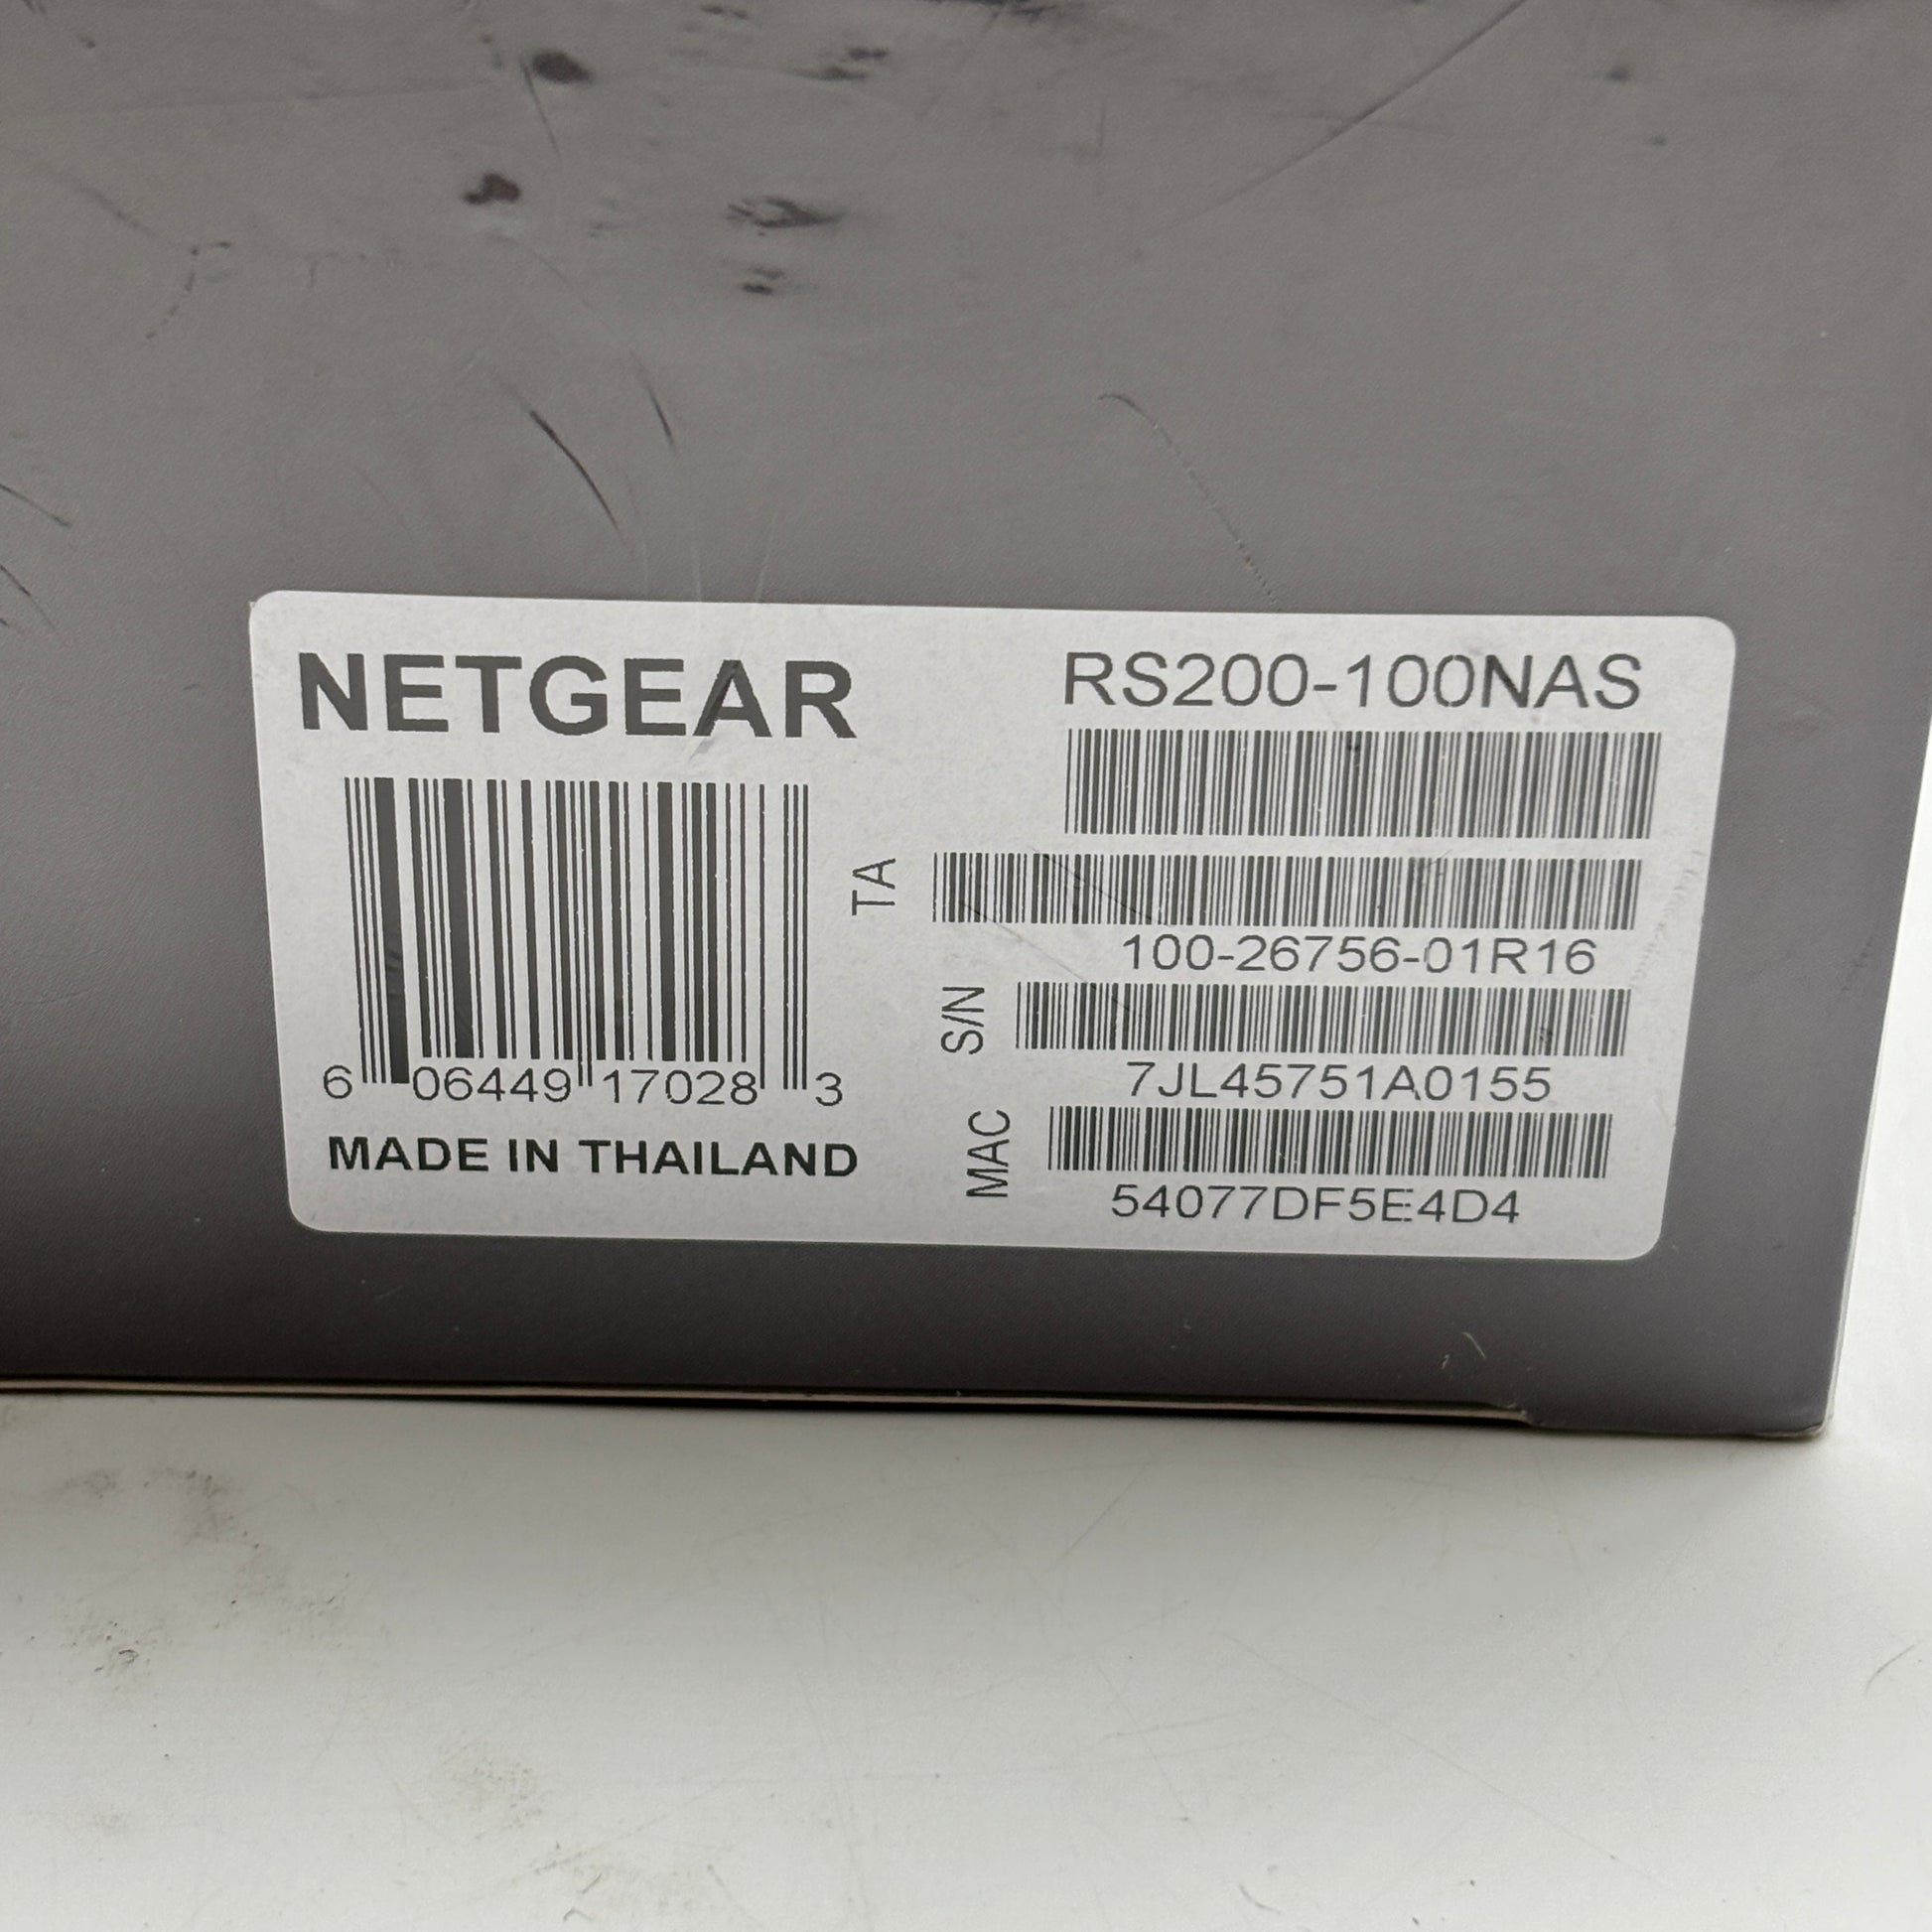 NETGEAR
RS200-100NAS
TA
100-26756-01R16
S/N
7JL45751A0155
6 06449 17028 3
MAC
54077DF5E4D4
MADE IN THAILAND